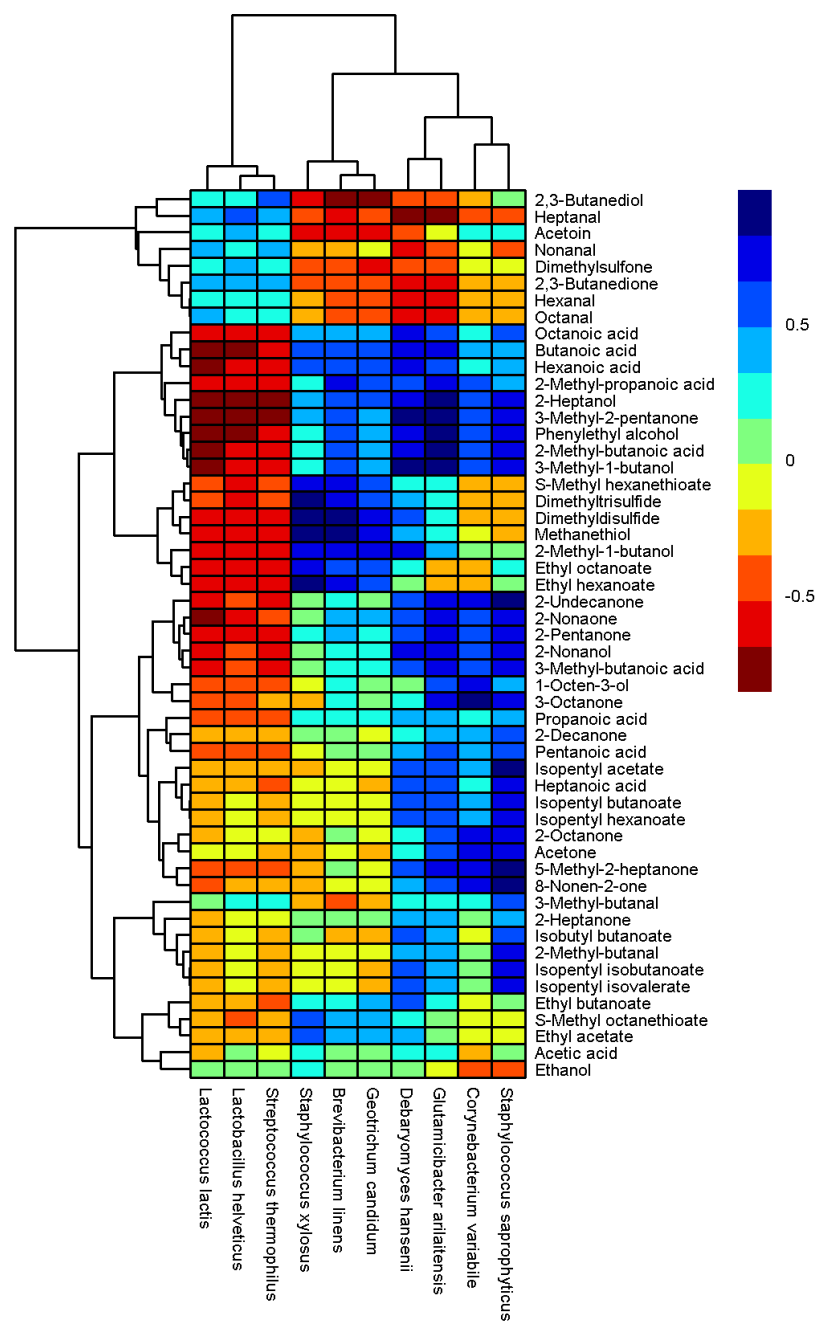 2,3-Butanediol
Heptanal
Acetoin
Nonanal
Dimethylsulfone
2,3-Butanedione
Hexanal
Octanal
Octanoic acid
Butanoic acid
Hexanoic acid
2-Methyl-propanoic acid
2-Heptanol
3-Methyl-2-pentanone
Phenylethyl alcohol
2-Methyl-butanoic acid
3-Methyl-1-butanol
S-Methyl hexanethioate
Dimethyltrisulfide
Dimethyldisulfide
Methanethiol
2-Methyl-1-butanol
Ethyl octanoate
Ethyl hexanoate
2-Undecanone
2-Nonaone
2-Pentanone
2-Nonanol
3-Methyl-butanoic acid
1-Octen-3-ol
3-Octanone
Propanoic acid
2-Decanone
Pentanoic acid
Isopentyl acetate
Heptanoic acid
Isopentyl butanoate
Isopentyl hexanoate
2-Octanone
Acetone
5-Methyl-2-heptanone
8-Nonen-2-one
3-Methyl-butanal
2-Heptanone
Isobutyl butanoate
2-Methyl-butanal
Isopentyl isobutanoate
Isopentyl isovalerate
Ethyl butanoate
S-Methyl octanethioate
Ethyl acetate
Acetic acid
Ethanol
0.5
0
-0.5
Lactococcus lactis
Lactobacillus helveticus
Streptococcus thermophilus
Staphylococcus xylosus
Brevibacterium linens
Geotrichum candidum
Debaryomyces hansenii
Glutamicibacter arilaitensis
Corynebacterium variabile
Staphylococcus saprophyticus